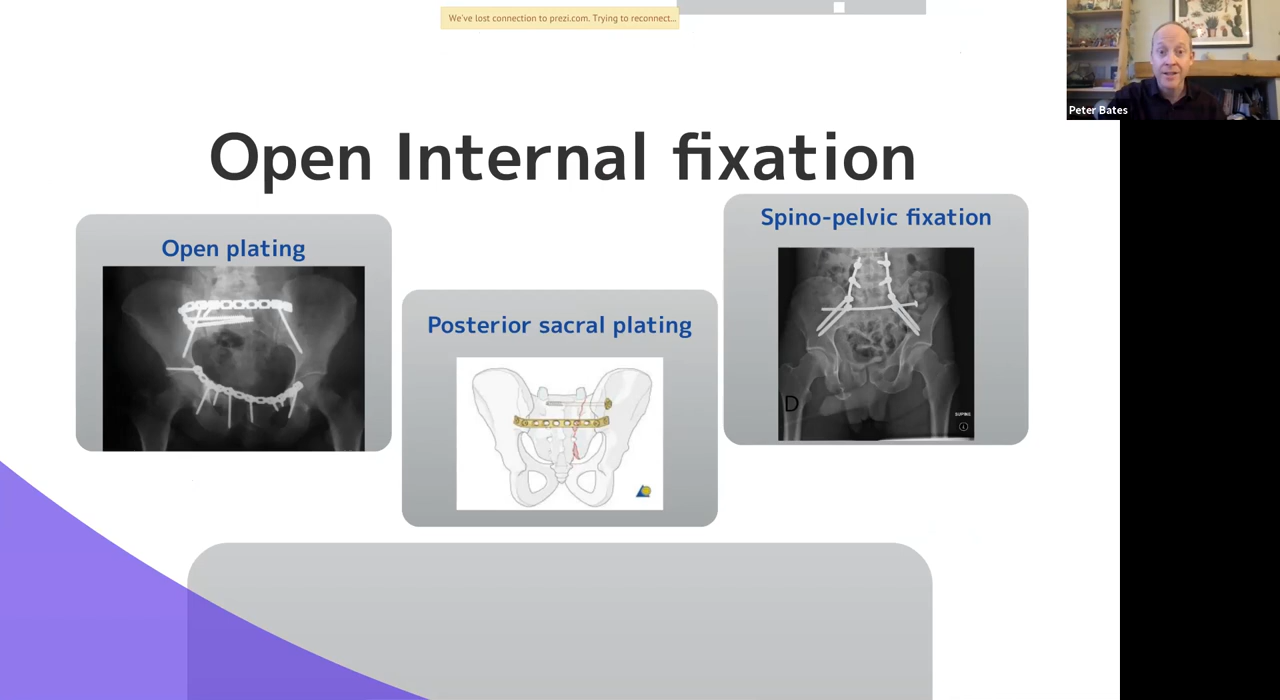 We've lost connection to prezi.com. Trying to reconnect...
Peter Bates
Open Internal fixation
Open plating
Posterior sacral plating
Spino-pelvic fixation
D
SUPINE